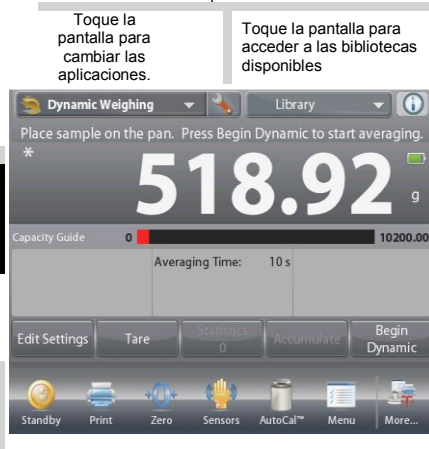 Toque la
pantalla para
cambiar las
aplicaciones.
Toque la pantalla para
acceder a las bibliotecas
disponibles
Dynamic Weighing
Library
Place sample on the pan. Press Begin Dynamic to start averaging.
*
518.92
g
Capacity Guide 0 10200.00
Averaging Time: 10 s
Edit Settings
Tare
Statistics
0
Accumulate
Begin
Dynamic
Standby
Print
Zero
Sensors
AutoCal™
Menu
More...